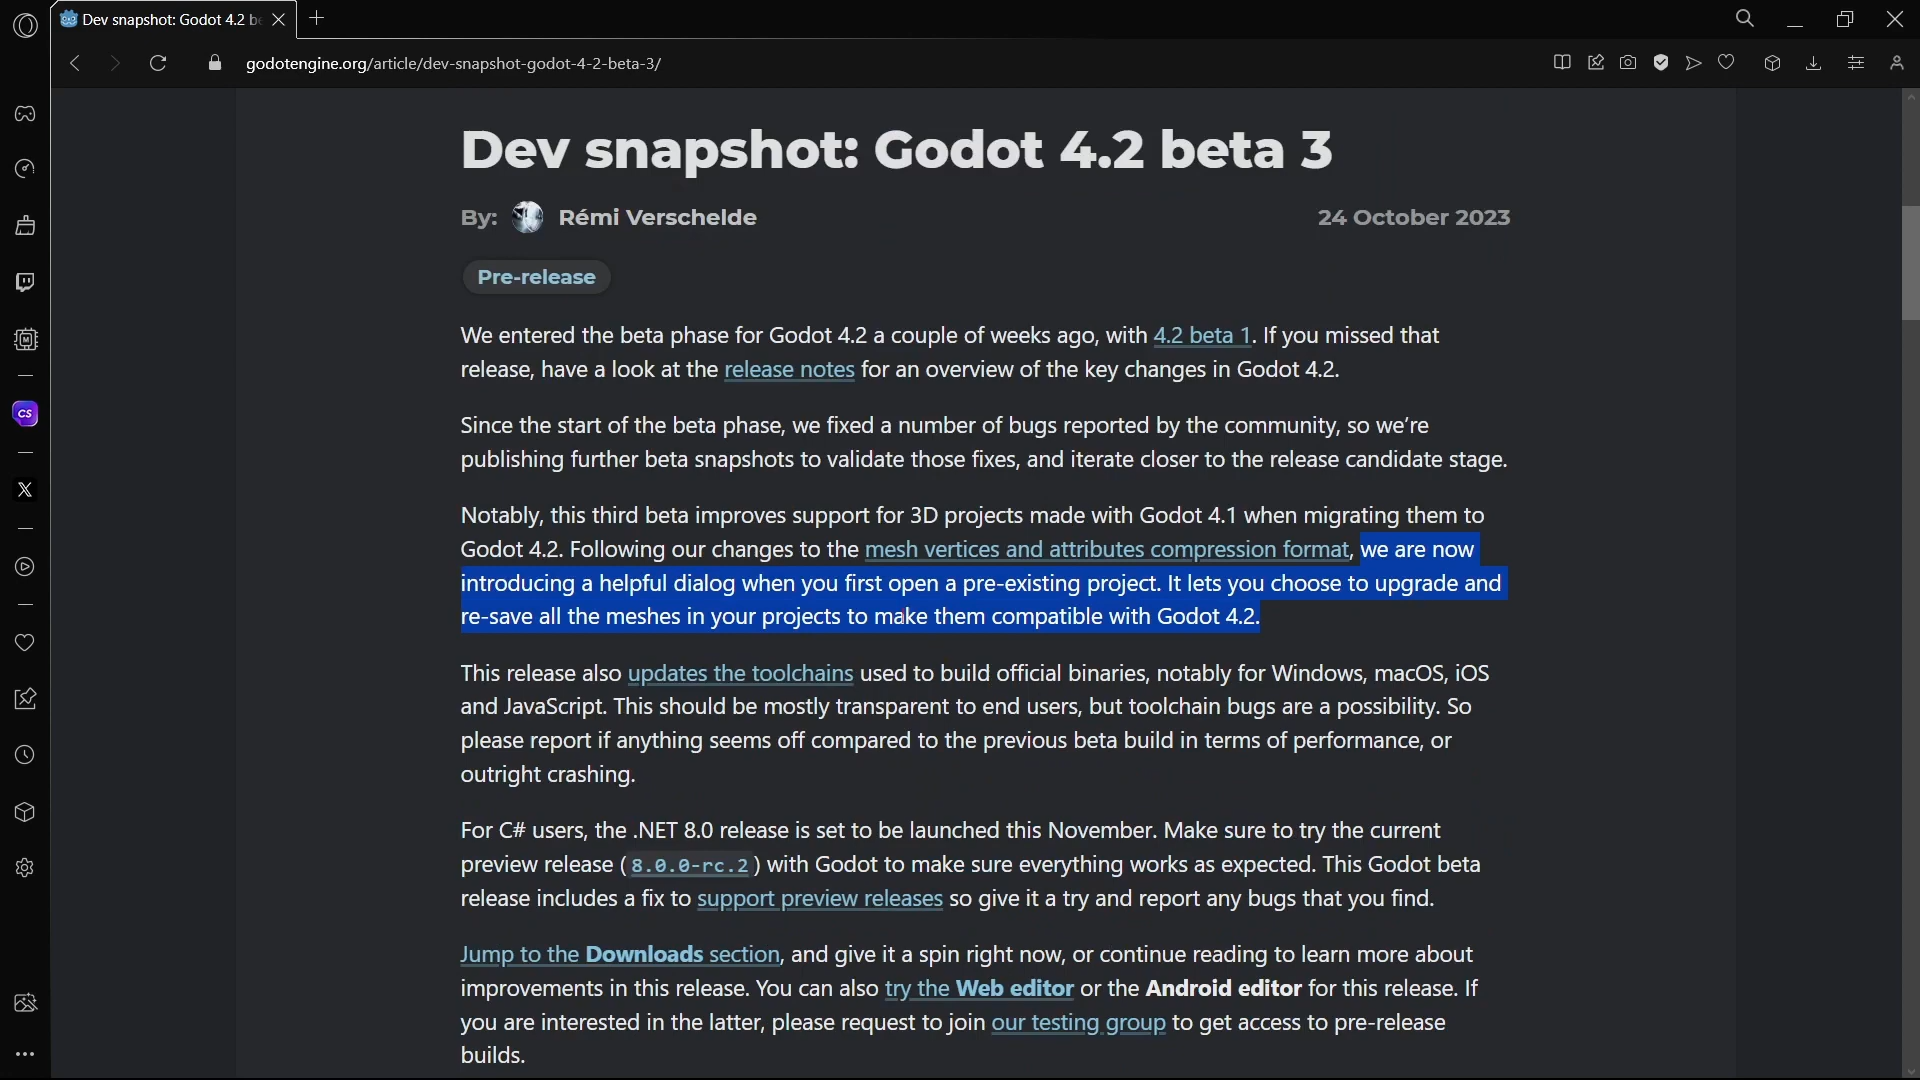 Dev snapshot: Godot 4.2 be
godotengine.org/article/dev-snapshot-godot-4-2-beta-3/
CS
Dev snapshot: Godot 4.2 beta 3
By: Rémi Verschelde 24 October 2023
Pre-release
We entered the beta phase for Godot 4.2 a couple of weeks ago, with 4.2 beta 1. If you missed that
release, have a look at the release notes for an overview of the key changes in Godot 4.2.
Since the start of the beta phase, we fixed a number of bugs reported by the community, so we’re
publishing further beta snapshots to validate those fixes, and iterate closer to the release candidate stage.
Notably, this third beta improves support for 3D projects made with Godot 4.1 when migrating them to
Godot 4.2. Following our changes to the mesh vertices and attributes compression format, we are now
introducing a helpful dialog when you first open a pre-existing project. It lets you choose to upgrade and
re-save all the meshes in your projects to make them compatible with Godot 4.2.
This release also updates the toolchains used to build official binaries, notably for Windows, macOS, iOS
and JavaScript. This should be mostly transparent to end users, but toolchain bugs are a possibility. So
please report if anything seems off compared to the previous beta build in terms of performance, or
outright crashing.
For C# users, the .NET 8.0 release is set to be launched this November. Make sure to try the current
preview release (8.0.0-rc.2) with Godot to make sure everything works as expected. This Godot beta
release includes a fix to support preview releases so give it a try and report any bugs that you find.
Jump to the Downloads section, and give it a spin right now, or continue reading to learn more about
improvements in this release. You can also try the Web editor or the Android editor for this release. If
you are interested in the latter, please request to join our testing group to get access to pre-release
builds.